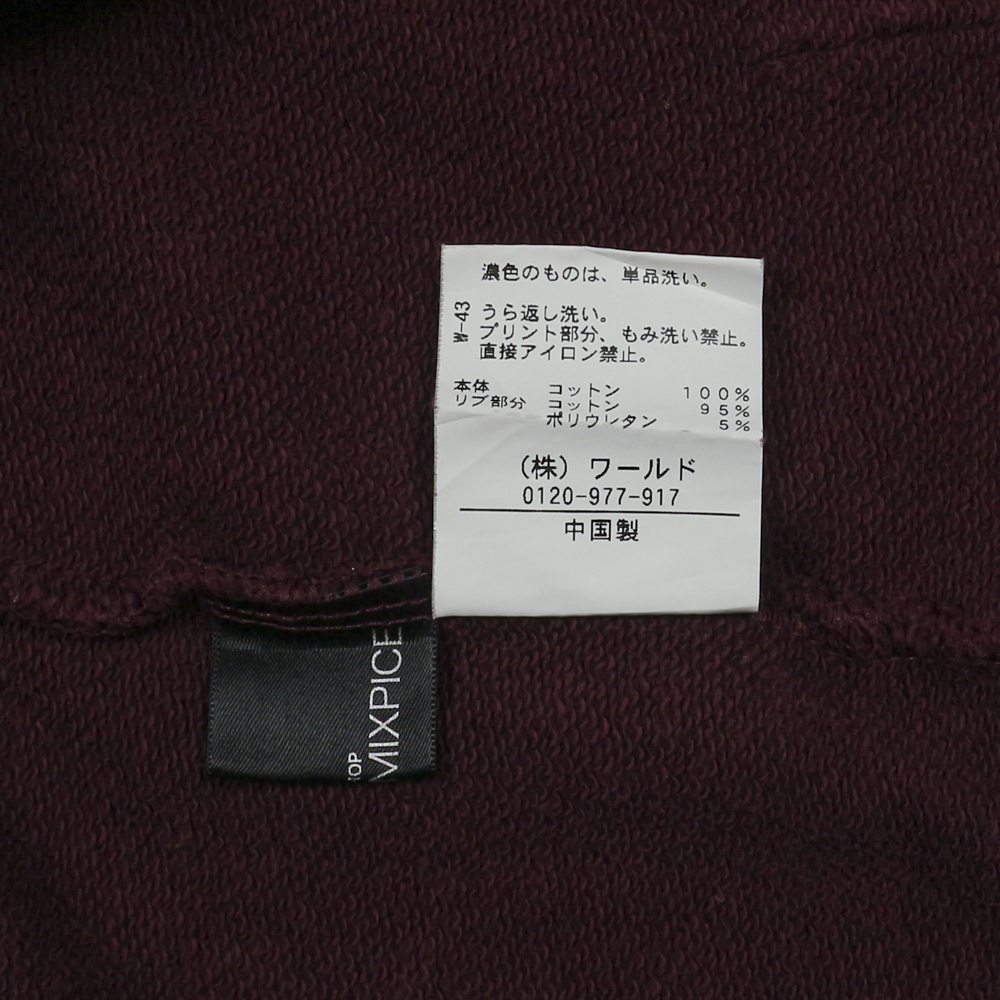 濃色のものは、単品洗い。
W-43
うら返し洗い。
プリント部分、もみ洗い禁止。
直接アイロン禁止。
本体 コットン 100%
リブ部分 コットン 95%
ポリウレタン 5%
(株) ワールド
0120-977-917
中国製
MIXPICE
OP